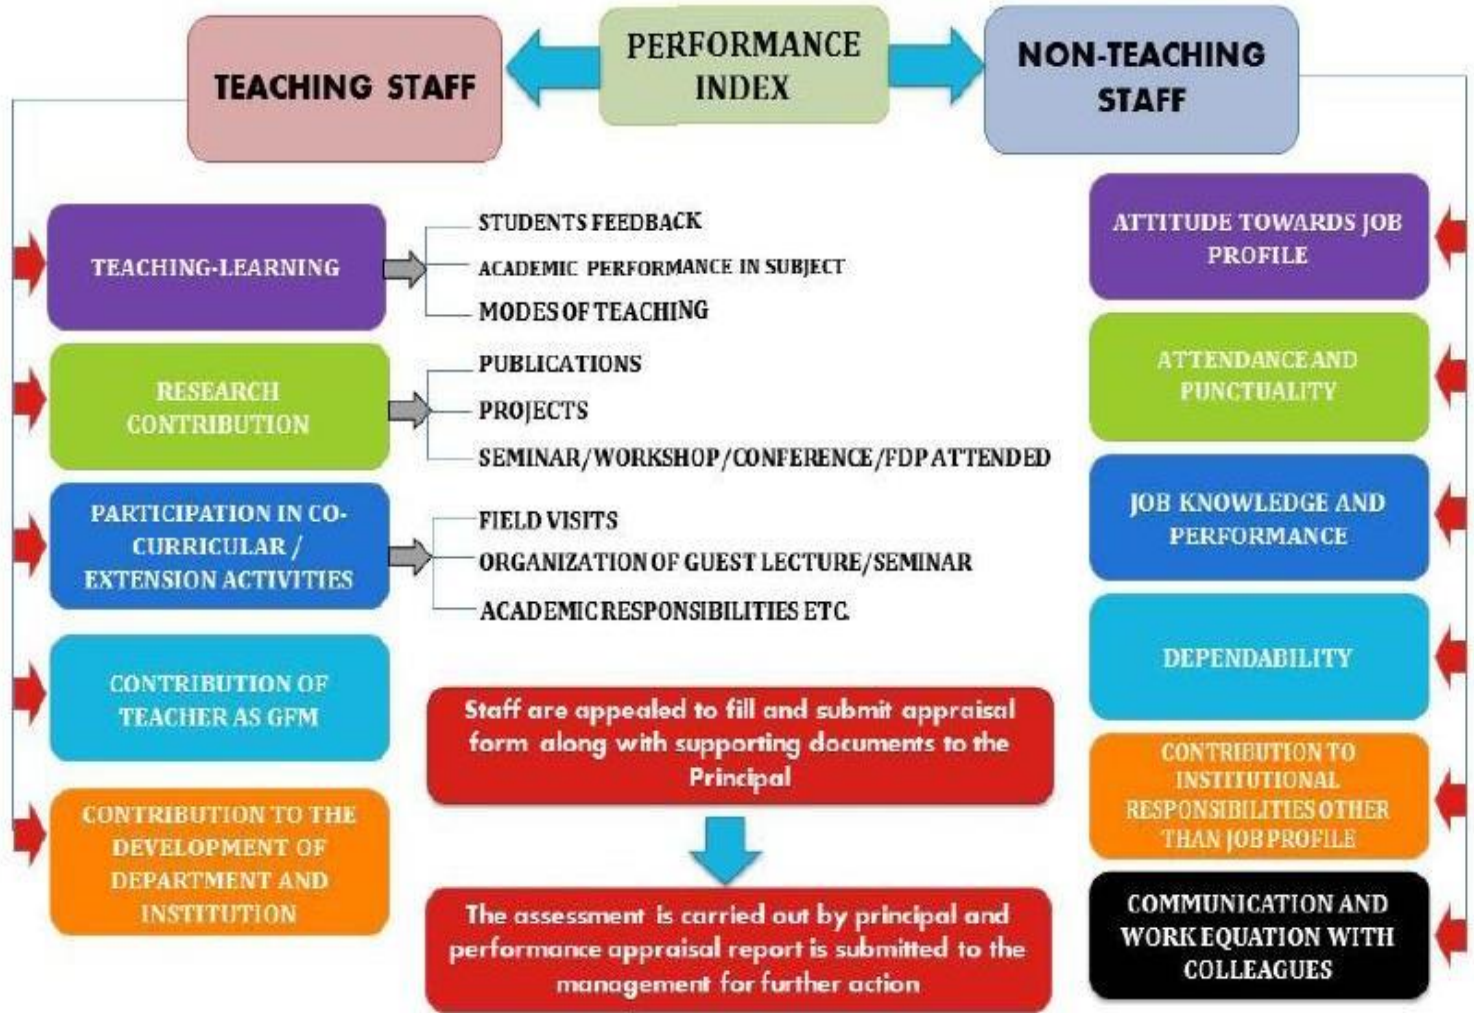 PERFORMANCE
INDEX
TEACHING STAFF
NON-TEACHING
STAFF
TEACHING-LEARNING
STUDENTS FEEDBACK
ACADEMIC PERFORMANCE IN SUBJECT
MODES OF TEACHING
RESEARCH
CONTRIBUTION
PUBLICATIONS
PROJECTS
SEMINAR/WORKSHOP/CONFERENCE/FDP ATTENDED
PARTICIPATION IN CO-
CURRICULAR /
EXTENSION ACTIVITIES
FIELD VISITS
ORGANIZATION OF GUEST LECTURE/SEMINAR
ACADEMIC RESPONSIBILITIES ETC.
CONTRIBUTION OF
TEACHER AS GFM
CONTRIBUTION TO THE
DEVELOPMENT OF
DEPARTMENT AND
INSTITUTION
Staff are appealed to fill and submit appraisal
form along with supporting documents to the
Principal
The assessment is carried out by principal and
performance appraisal report is submitted to the
management for further action
ATTITUDE TOWARDS JOB
PROFILE
ATTENDANCE AND
PUNCTUALITY
JOB KNOWLEDGE AND
PERFORMANCE
DEPENDABILITY
CONTRIBUTION TO
INSTITUTIONAL
RESPONSIBILITIES OTHER
THAN JOB PROFILE
COMMUNICATION AND
WORK EQUATION WITH
COLLEAGUES